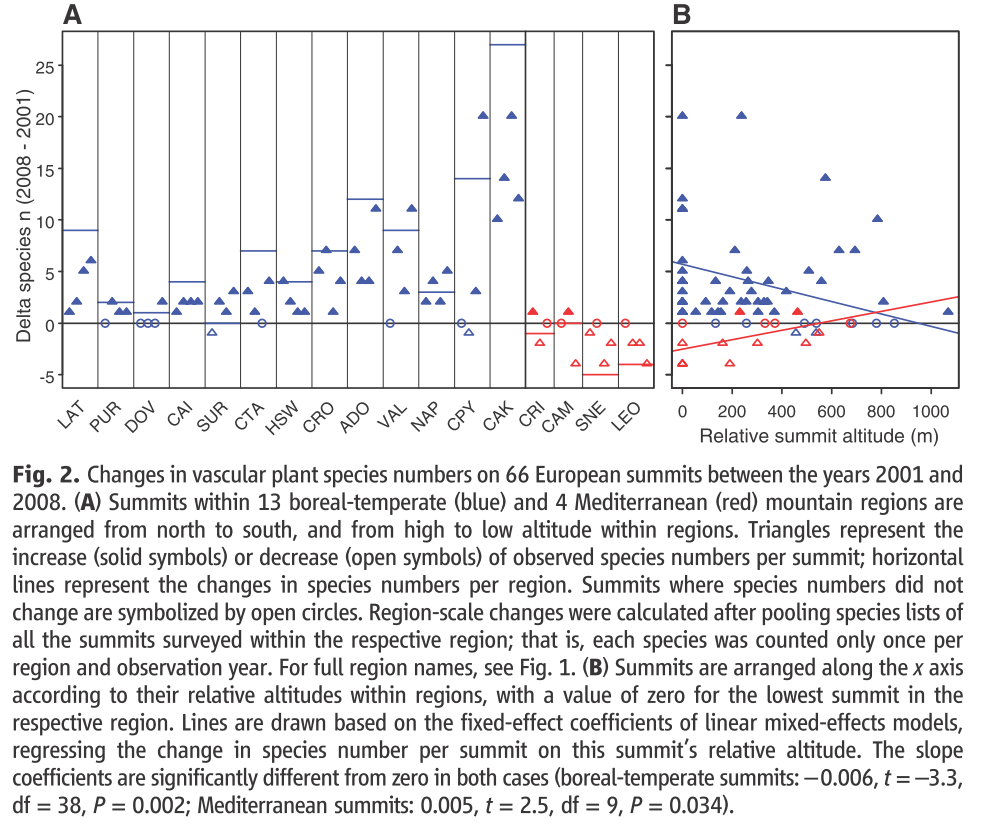 A
B
Delta species n (2008 - 2001)
25
20
15
10
5
0
-5
LAT
PUR
DOV
CAI
SUR
CTA
HSW
CRO
ADO
VAL
NAP
CPY
CAK
CRI
CAM
SNE
LEO
0
200
400
600
800
1000
Relative summit altitude (m)
Fig. 2. Changes in vascular plant species numbers on 66 European summits between the years 2001 and
2008. (A) Summits within 13 boreal-temperate (blue) and 4 Mediterranean (red) mountain regions are
arranged from north to south, and from high to low altitude within regions. Triangles represent the
increase (solid symbols) or decrease (open symbols) of observed species numbers per summit; horizontal
lines represent the changes in species numbers per region. Summits where species numbers did not
change are symbolized by open circles. Region-scale changes were calculated after pooling species lists of
all the summits surveyed within the respective region; that is, each species was counted only once per
region and observation year. For full region names, see Fig. 1. (B) Summits are arranged along the x axis
according to their relative altitudes within regions, with a value of zero for the lowest summit in the
respective region. Lines are drawn based on the fixed-effect coefficients of linear mixed-effects models,
regressing the change in species number per summit on this summit's relative altitude. The slope
coefficients are significantly different from zero in both cases (boreal-temperate summits: −0.006, t = −3.3,
df = 38, P = 0.002; Mediterranean summits: 0.005, t = 2.5, df = 9, P = 0.034).